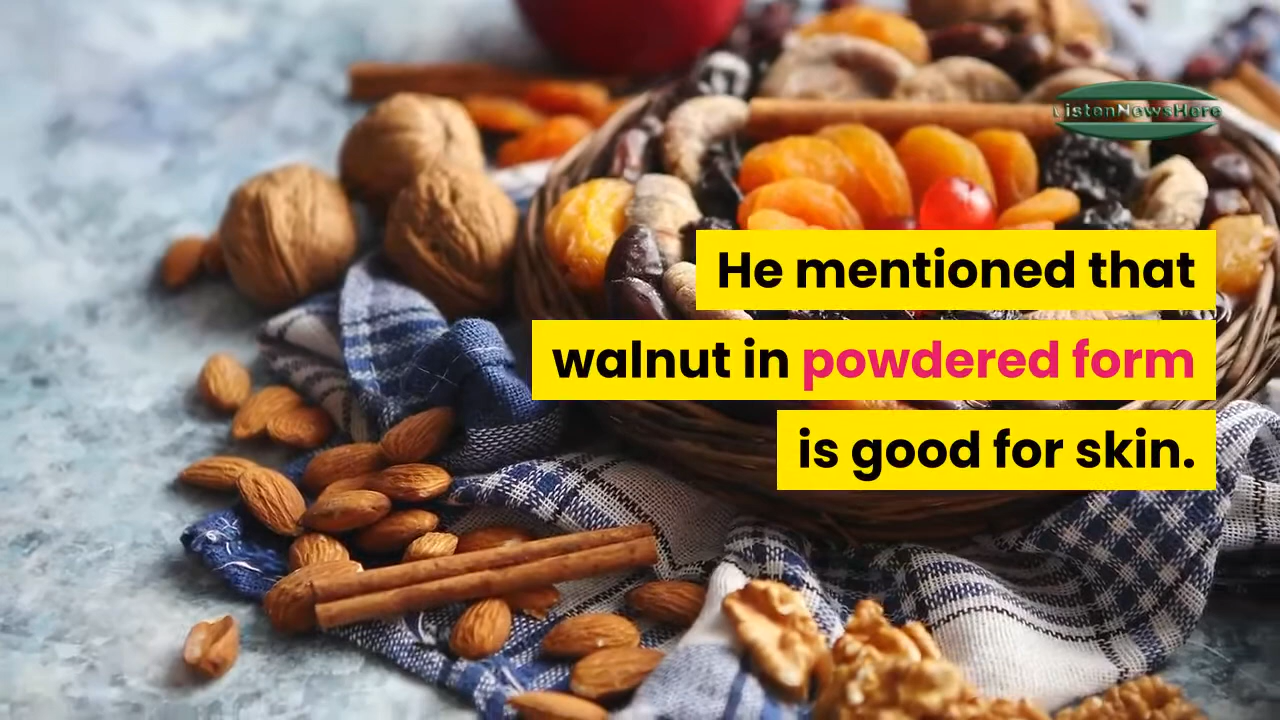 ListenNewsHere
He mentioned that
walnut in powdered form
is good for skin.